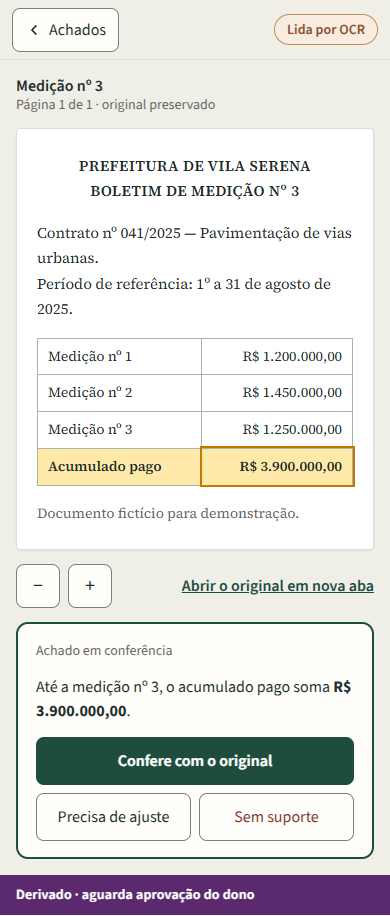 Achados
Lida por OCR
Medição nº 3
Página 1 de 1 · original preservado
PREFEITURA DE VILA SERENA
BOLETIM DE MEDIÇÃO Nº 3
Contrato nº 041/2025 — Pavimentação de vias
urbanas.
Período de referência: 1º a 31 de agosto de
2025.
Medição nº 1 R$ 1.200.000,00
Medição nº 2 R$ 1.450.000,00
Medição nº 3 R$ 1.250.000,00
Acumulado pago R$ 3.900.000,00
Documento fictício para demonstração.
− + Abrir o original em nova aba
Achado em conferência
Até a medição nº 3, o acumulado pago soma R$
3.900.000,00.
Confere com o original
Precisa de ajuste Sem suporte
Derivado · aguarda aprovação do dono